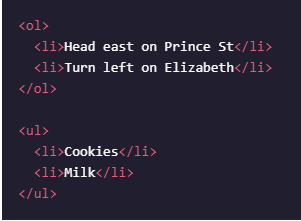 <ol>
  <li>Head east on Prince St</li>
  <li>Turn left on Elizabeth</li>
</ol>

<ul>
  <li>Cookies</li>
  <li>Milk</li>
</ul>